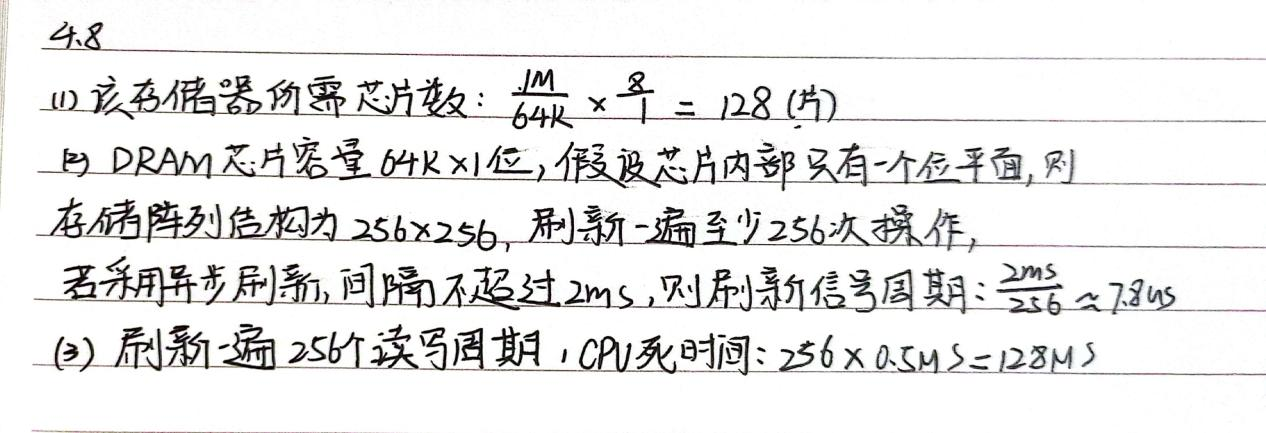 4.8
(1) 该存储器所需芯片数: 1M/64K × 8/1 = 128 (片)
(2) DRAM芯片容量64K×1位,假设芯片内部只有一个位平面,则
存储阵列结构为256×256,刷新一遍至少256次操作,
若采用异步刷新,间隔不超过2ms,则刷新信号周期: 2ms/256 ≈ 7.8us
(3) 刷新一遍256个读写周期,CPU死时间: 256×0.5μs=128μs